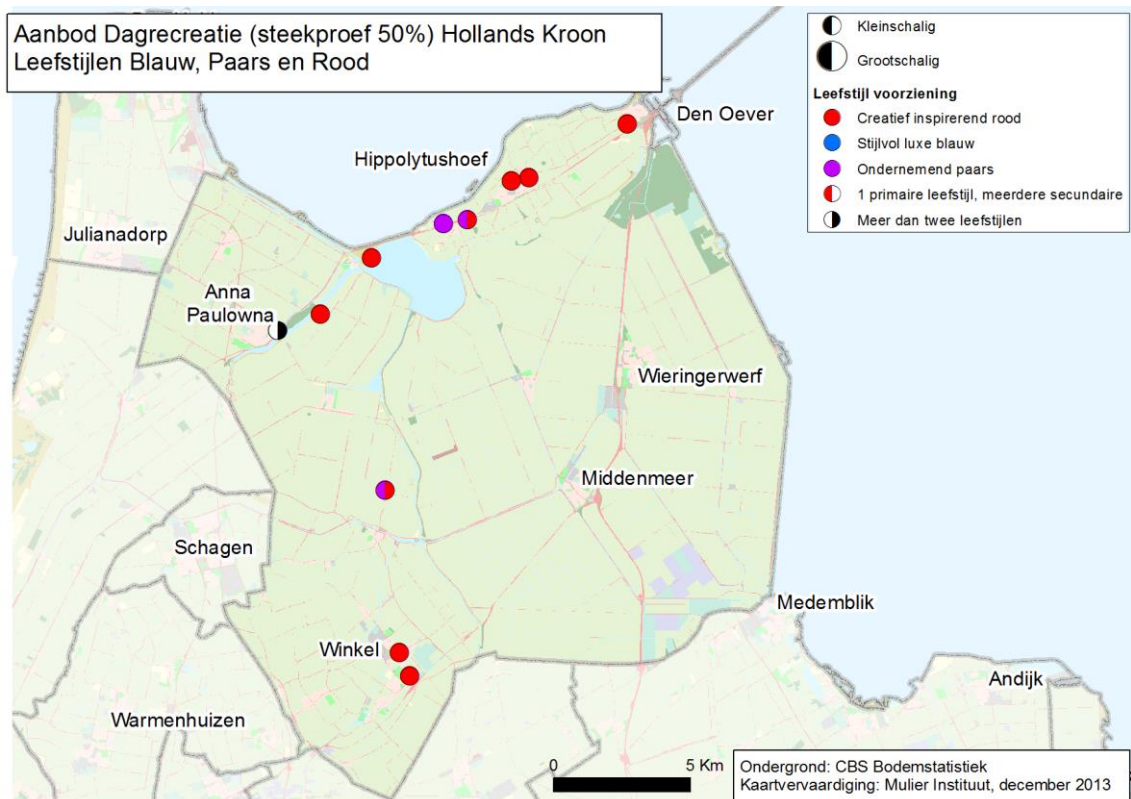 Aanbod Dagrecreatie (steekproef 50%) Hollands Kroon
Leefstijlen Blauw, Paars en Rood
Kleinschalig
Grootschalig
Leefstijl voorziening
Creatief inspirerend rood
Stijlvol luxe blauw
Ondernemend paars
1 primaire leefstijl, meerdere secundaire
Meer dan twee leefstijlen
Den Oever
Hippolytushoef
Julianadorp
Anna
Paulowna
Wieringerwerf
Middenmeer
Schagen
Medemblik
Winkel
Andijk
Warmenhuizen
0 5 Km
Ondergrond: CBS Bodemstatistiek
Kaartvervaardiging: Mulier Instituut, december 2013